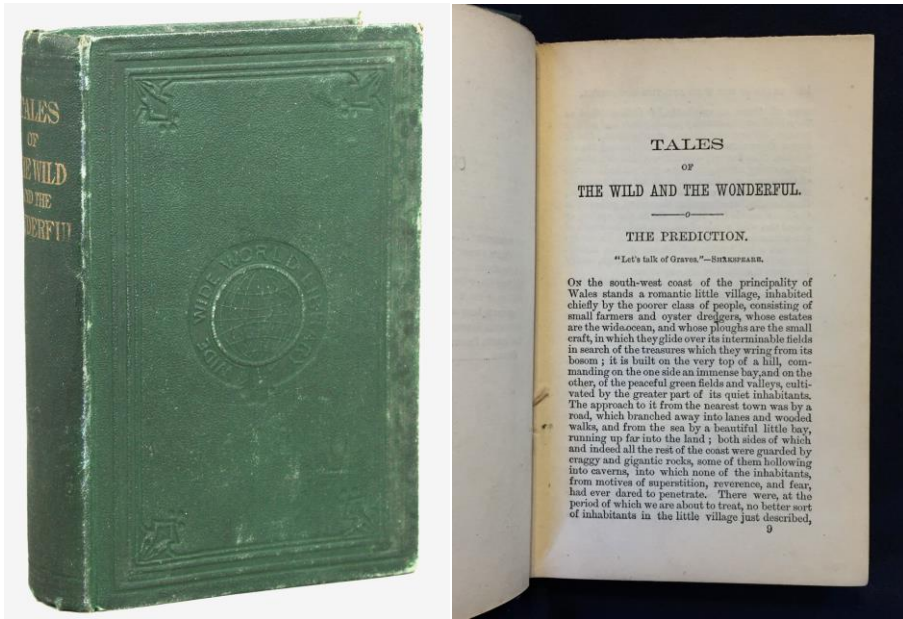 TALES
OF
THE WILD
AND THE
WONDERFUL
WIDE WIDE WORLD
TALES
OF
THE WILD AND THE WONDERFUL.
THE PREDICTION.
"Let's talk of Graves."—SHAKSPEARE.
ON the south-west coast of the principality of
Wales stands a romantic little village, inhabited
chiefly by the poorer class of people, consisting of
small farmers and oyster dredgers, whose estates
are the wide ocean, and whose ploughs are the small
craft, in which they glide over its interminable fields
in search of the treasures which they wring from its
bosom ; it is built on the very top of a hill, com-
manding on the one side an immense bay, and on the
other, of the peaceful green fields and valleys, culti-
vated by the greater part of its quiet inhabitants.
The approach to it from the nearest town was by a
road, which branched away into lanes and wooded
walks, and from the sea by a beautiful little bay,
running up far into the land ; both sides of which
and indeed all the rest of the coast were guarded by
craggy and gigantic rocks, some of them hollowing
into caverns, into which none of the inhabitants,
from motives of superstition, reverence, and fear,
had ever dared to penetrate. There were, at the
period of which we are about to treat, no better sort
of inhabitants in the little village just described,
9